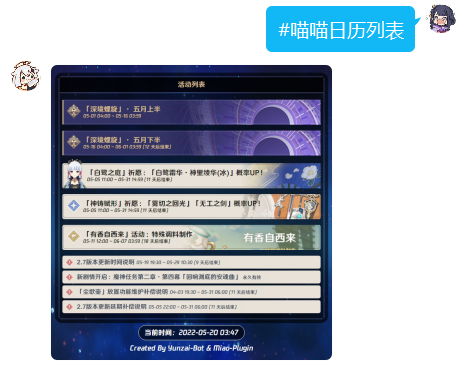 #喵喵日历列表
活动列表
「深境螺旋」· 五月上半
05-01 04:00 ~ 05-16 03:59
「深境螺旋」· 五月下半
05-16 04:00 ~ 06-01 03:59 [12 天后结束]
「白鹭之庭」祈愿：「白鹭霜华·神里绫华(冰)」概率UP！
05-05 11:00 ~ 05-31 14:59 [11 天后结束]
「神铸赋形」祈愿：「雾切之回光」「无工之剑」概率UP！
05-05 11:00 ~ 05-31 14:59 [11 天后结束]
「有香自西来」活动：特殊调料制作
05-11 12:00 ~ 06-07 03:59 [18 天后结束]
有香自西来
2.7版本更新时间说明 05-19 19:30 ~ 05-29 10:30 [9 天后结束]
新剧情开启：魔神任务第二章·第四幕「回响渊底的安魂曲」 永久有效
「尘歌壶」放置功能维护补偿说明 04-03 19:30 ~ 05-31 06:00 [11 天后结束]
2.7版本更新延期补偿说明 05-05 22:00 ~ 05-31 06:00 [11 天后结束]
当前时间：2022-05-20 03:47
Created By Yunzai-Bot & Miao-Plugin